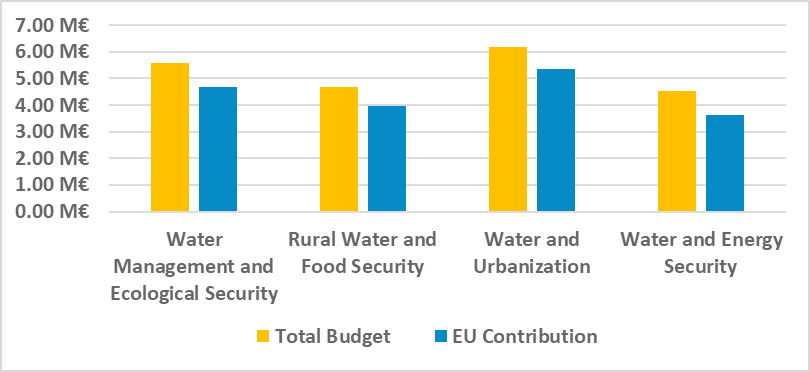 7.00 M€
6.00 M€
5.00 M€
4.00 M€
3.00 M€
2.00 M€
1.00 M€
0.00 M€
Water
Management and
Ecological Security
Rural Water and
Food Security
Water and
Urbanization
Water and Energy
Security
Total Budget
EU Contribution